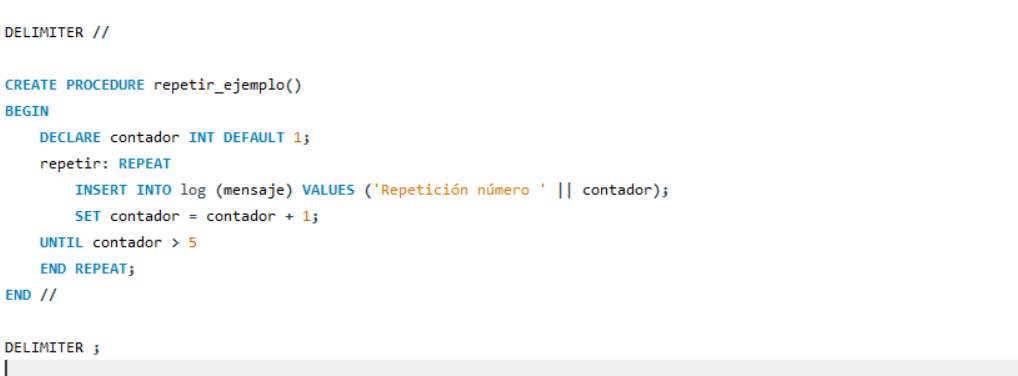 DELIMITER //
CREATE PROCEDURE repetir_ejemplo()
BEGIN
DECLARE contador INT DEFAULT 1;
repetir: REPEAT
INSERT INTO log (mensaje) VALUES ('Repetición número ' || contador);
SET contador = contador + 1;
UNTIL contador > 5
END REPEAT;
END //
DELIMITER ;